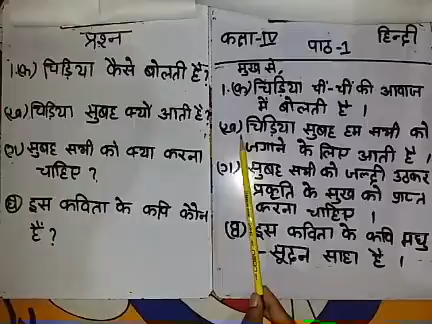 प्रश्न
1.(क) चिड़िया कैसे बोलती है?
(ख) चिड़िया सुबह क्यों आती है?
(ग) सुबह सभी को क्या करना
चाहिए ?
(घ) इस कविता के कवि कौन
हैं ?
कक्षा-IV पाठ-1 हिन्दी
मुख से,
1.(क) चिड़िया चीं-चीं की आवाज
में बोलती है ।
(ख) चिड़िया सुबह हम सभी को
जगाने के लिए आती है ।
(ग) सुबह सभी को जल्दी उठकर
प्रकृति के सुख को प्राप्त
करना चाहिए ।
(घ) इस कविता के कवि मधु
-सूदन साहा है ।